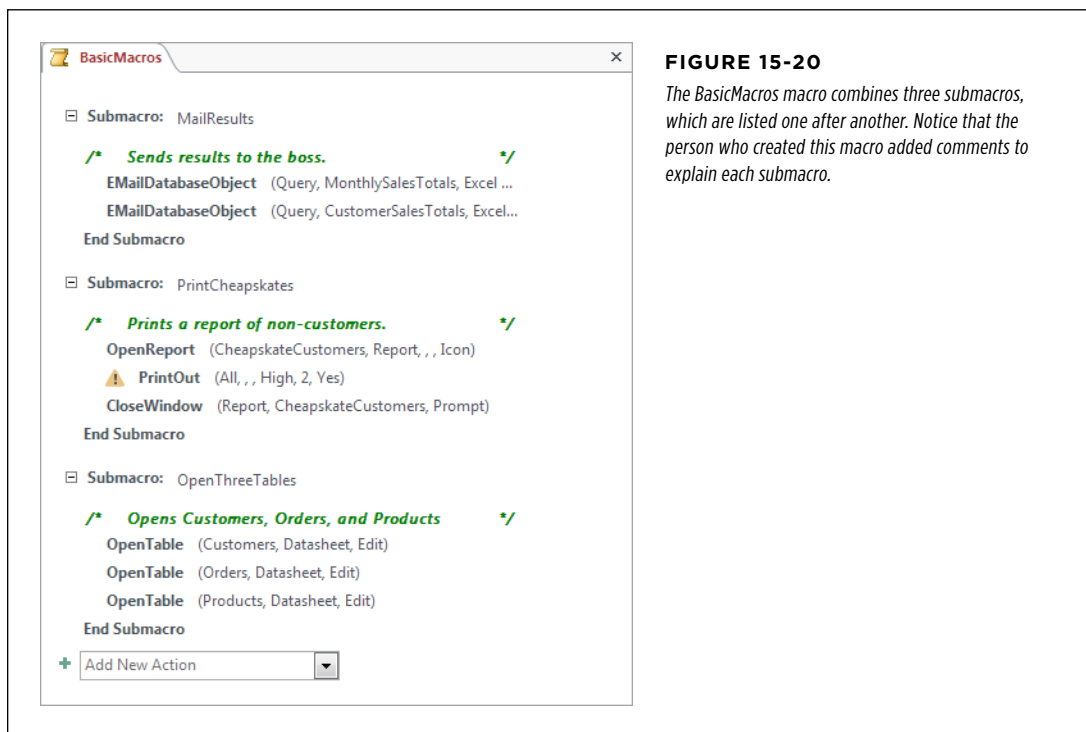 BasicMacros
Submacro: MailResults
/* Sends results to the boss. */
EMailDatabaseObject (Query, MonthlySalesTotals, Excel ...
EMailDatabaseObject (Query, CustomerSalesTotals, Excel...
End Submacro
Submacro: PrintCheapskates
/* Prints a report of non-customers. */
OpenReport (CheapskateCustomers, Report, , , Icon)
PrintOut (All, , , High, 2, Yes)
CloseWindow (Report, CheapskateCustomers, Prompt)
End Submacro
Submacro: OpenThreeTables
/* Opens Customers, Orders, and Products */
OpenTable (Customers, Datasheet, Edit)
OpenTable (Orders, Datasheet, Edit)
OpenTable (Products, Datasheet, Edit)
End Submacro
Add New Action
FIGURE 15-20
The BasicMacros macro combines three submacros,
which are listed one after another. Notice that the
person who created this macro added comments to
explain each submacro.